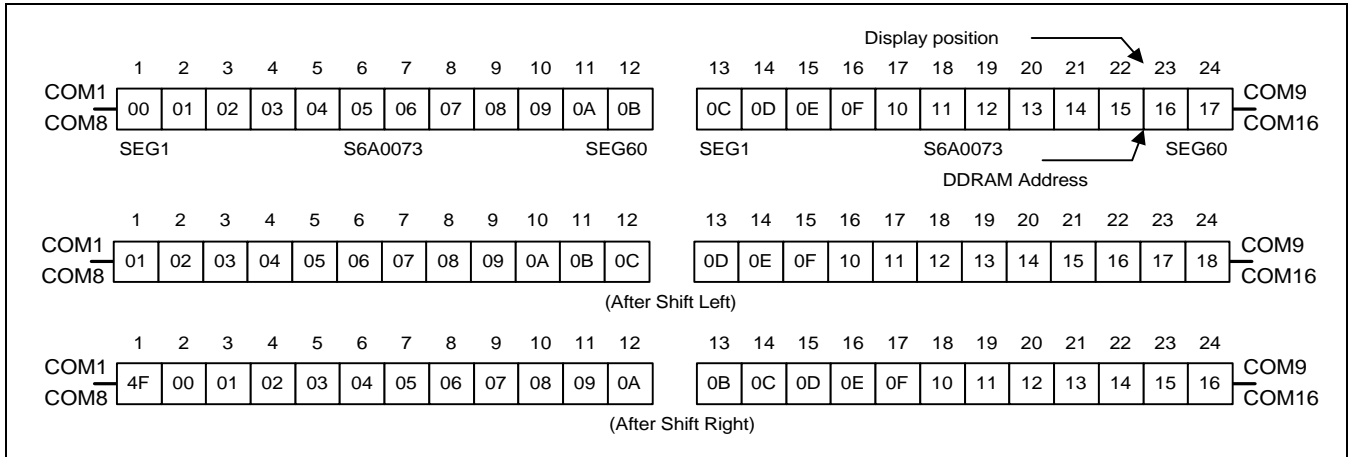 Display position
1 2 3 4 5 6 7 8 9 10 11 12 13 14 15 16 17 18 19 20 21 22 23 24
COM1 COM9
00 01 02 03 04 05 06 07 08 09 0A 0B 0C 0D 0E 0F 10 11 12 13 14 15 16 17
COM8 COM16
SEG1 S6A0073 SEG60 SEG1 S6A0073 SEG60
DDRAM Address
1 2 3 4 5 6 7 8 9 10 11 12 13 14 15 16 17 18 19 20 21 22 23 24
COM1 COM9
01 02 03 04 05 06 07 08 09 0A 0B 0C 0D 0E 0F 10 11 12 13 14 15 16 17 18
COM8 COM16
(After Shift Left)
1 2 3 4 5 6 7 8 9 10 11 12 13 14 15 16 17 18 19 20 21 22 23 24
COM1 COM9
4F 00 01 02 03 04 05 06 07 08 09 0A 0B 0C 0D 0E 0F 10 11 12 13 14 15 16
COM8 COM16
(After Shift Right)